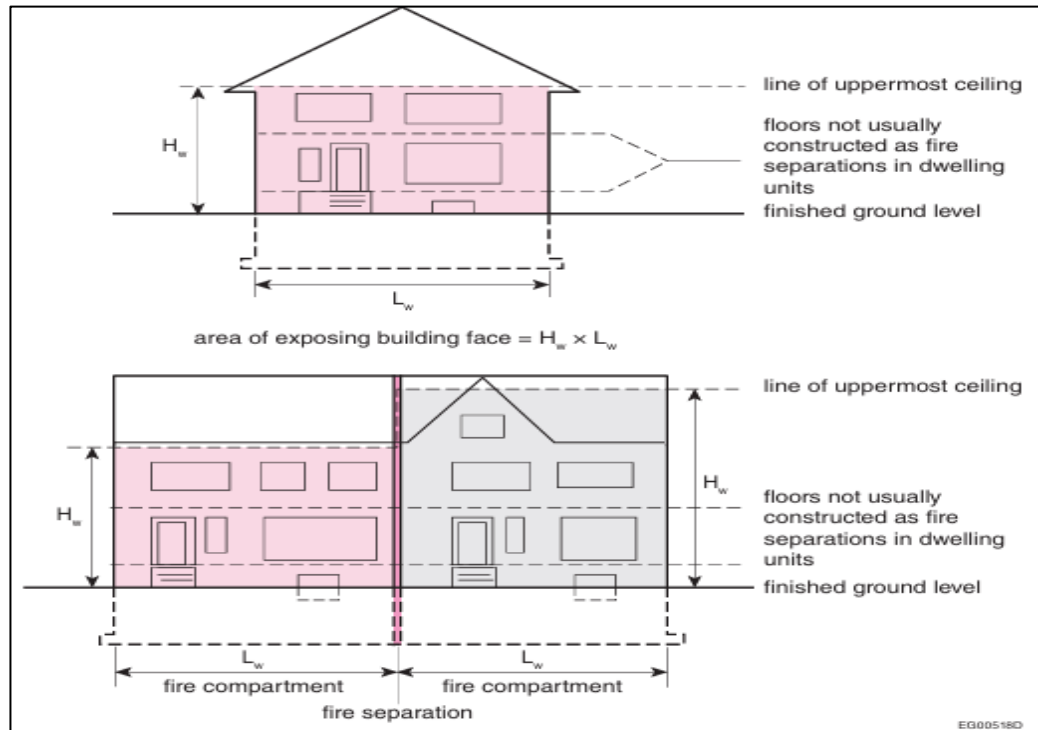 line of uppermost ceiling
floors not usually
constructed as fire
separations in dwelling
units
finished ground level
Hw
Lw
area of exposing building face = Hw × Lw
line of uppermost ceiling
Hw
Hw
floors not usually
constructed as fire
separations in dwelling
units
finished ground level
Lw
Lw
fire compartment
fire compartment
fire separation
EG00518D